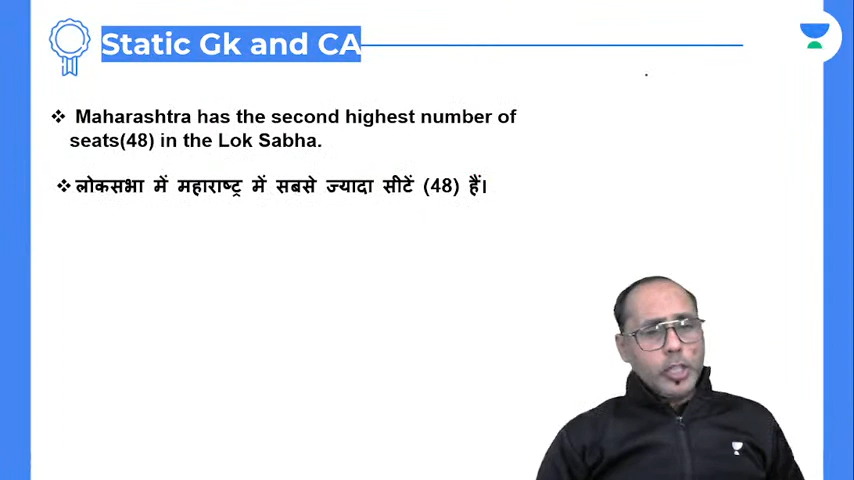 Static Gk and CA
❖ Maharashtra has the second highest number of
seats(48) in the Lok Sabha.
❖ लोकसभा में महाराष्ट्र में सबसे ज्यादा सीटें (48) हैं।